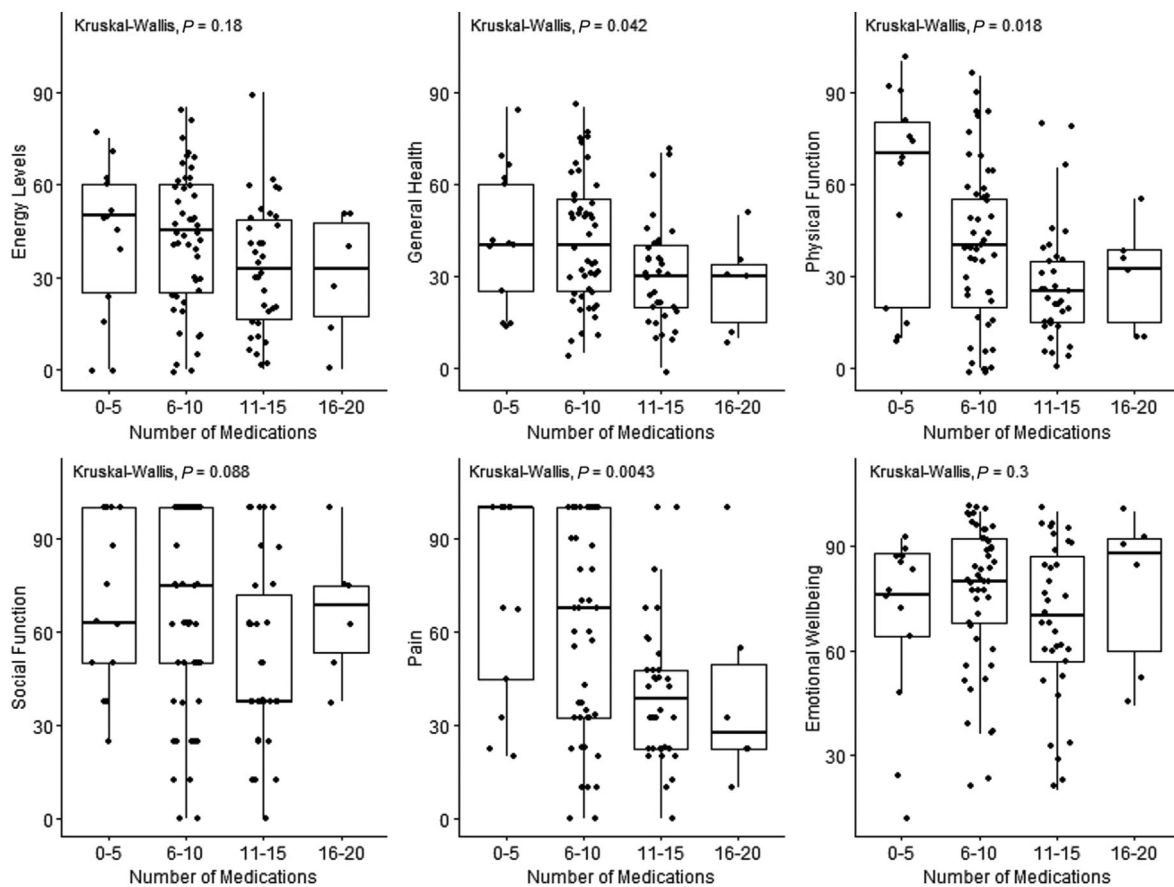 Kruskal-Wallis, P = 0.18
Energy Levels
90
60
30
0
0-5 6-10 11-15 16-20
Number of Medications
Kruskal-Wallis, P = 0.042
General Health
90
60
30
0
0-5 6-10 11-15 16-20
Number of Medications
Kruskal-Wallis, P = 0.018
Physical Function
90
60
30
0
0-5 6-10 11-15 16-20
Number of Medications
Kruskal-Wallis, P = 0.088
Social Function
90
60
30
0
0-5 6-10 11-15 16-20
Number of Medications
Kruskal-Wallis, P = 0.0043
Pain
90
60
30
0
0-5 6-10 11-15 16-20
Number of Medications
Kruskal-Wallis, P = 0.3
Emotional Wellbeing
90
60
30
0-5 6-10 11-15 16-20
Number of Medications